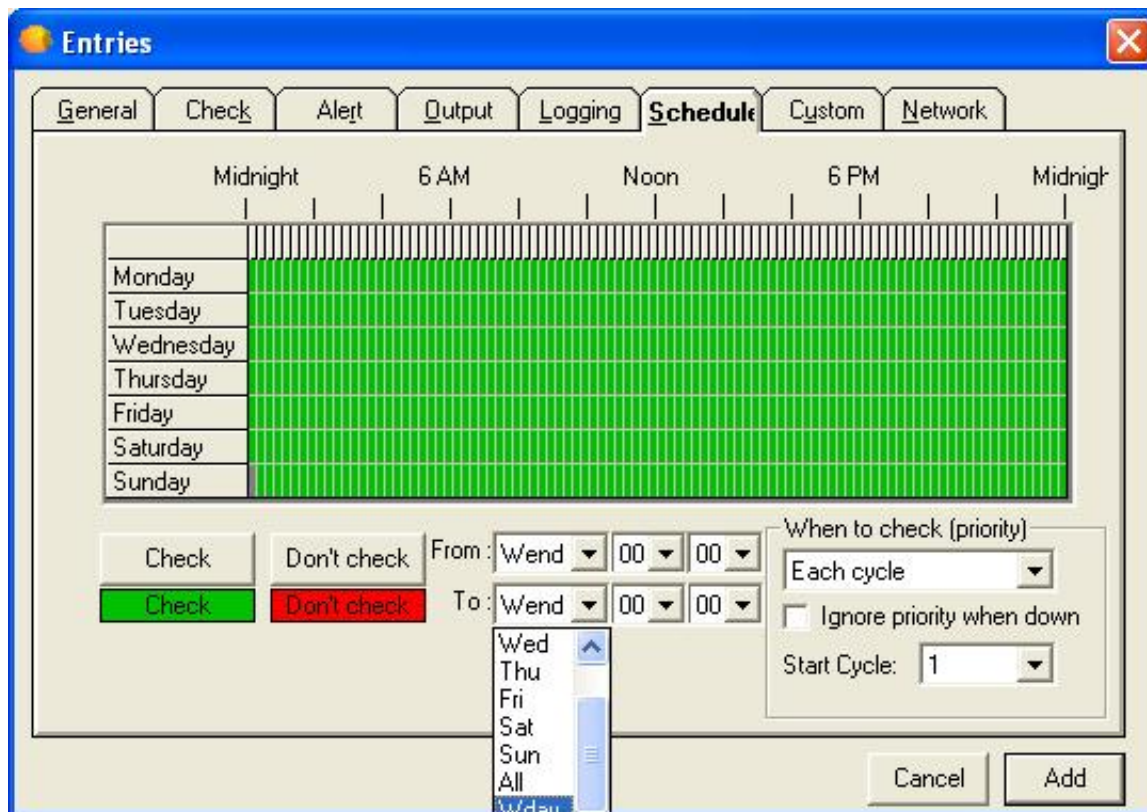 Entries
General Check Alert Output Logging Schedule Custom Network
Midnight 6 AM Noon 6 PM Midnigh
Monday
Tuesday
Wednesday
Thursday
Friday
Saturday
Sunday
Check Don't check
Check Don't check
From : Wend 00 00
To : Wend 00 00
Wed
Thu
Fri
Sat
Sun
All
Wday
When to check (priority)
Each cycle
Ignore priority when down
Start Cycle: 1
Cancel Add